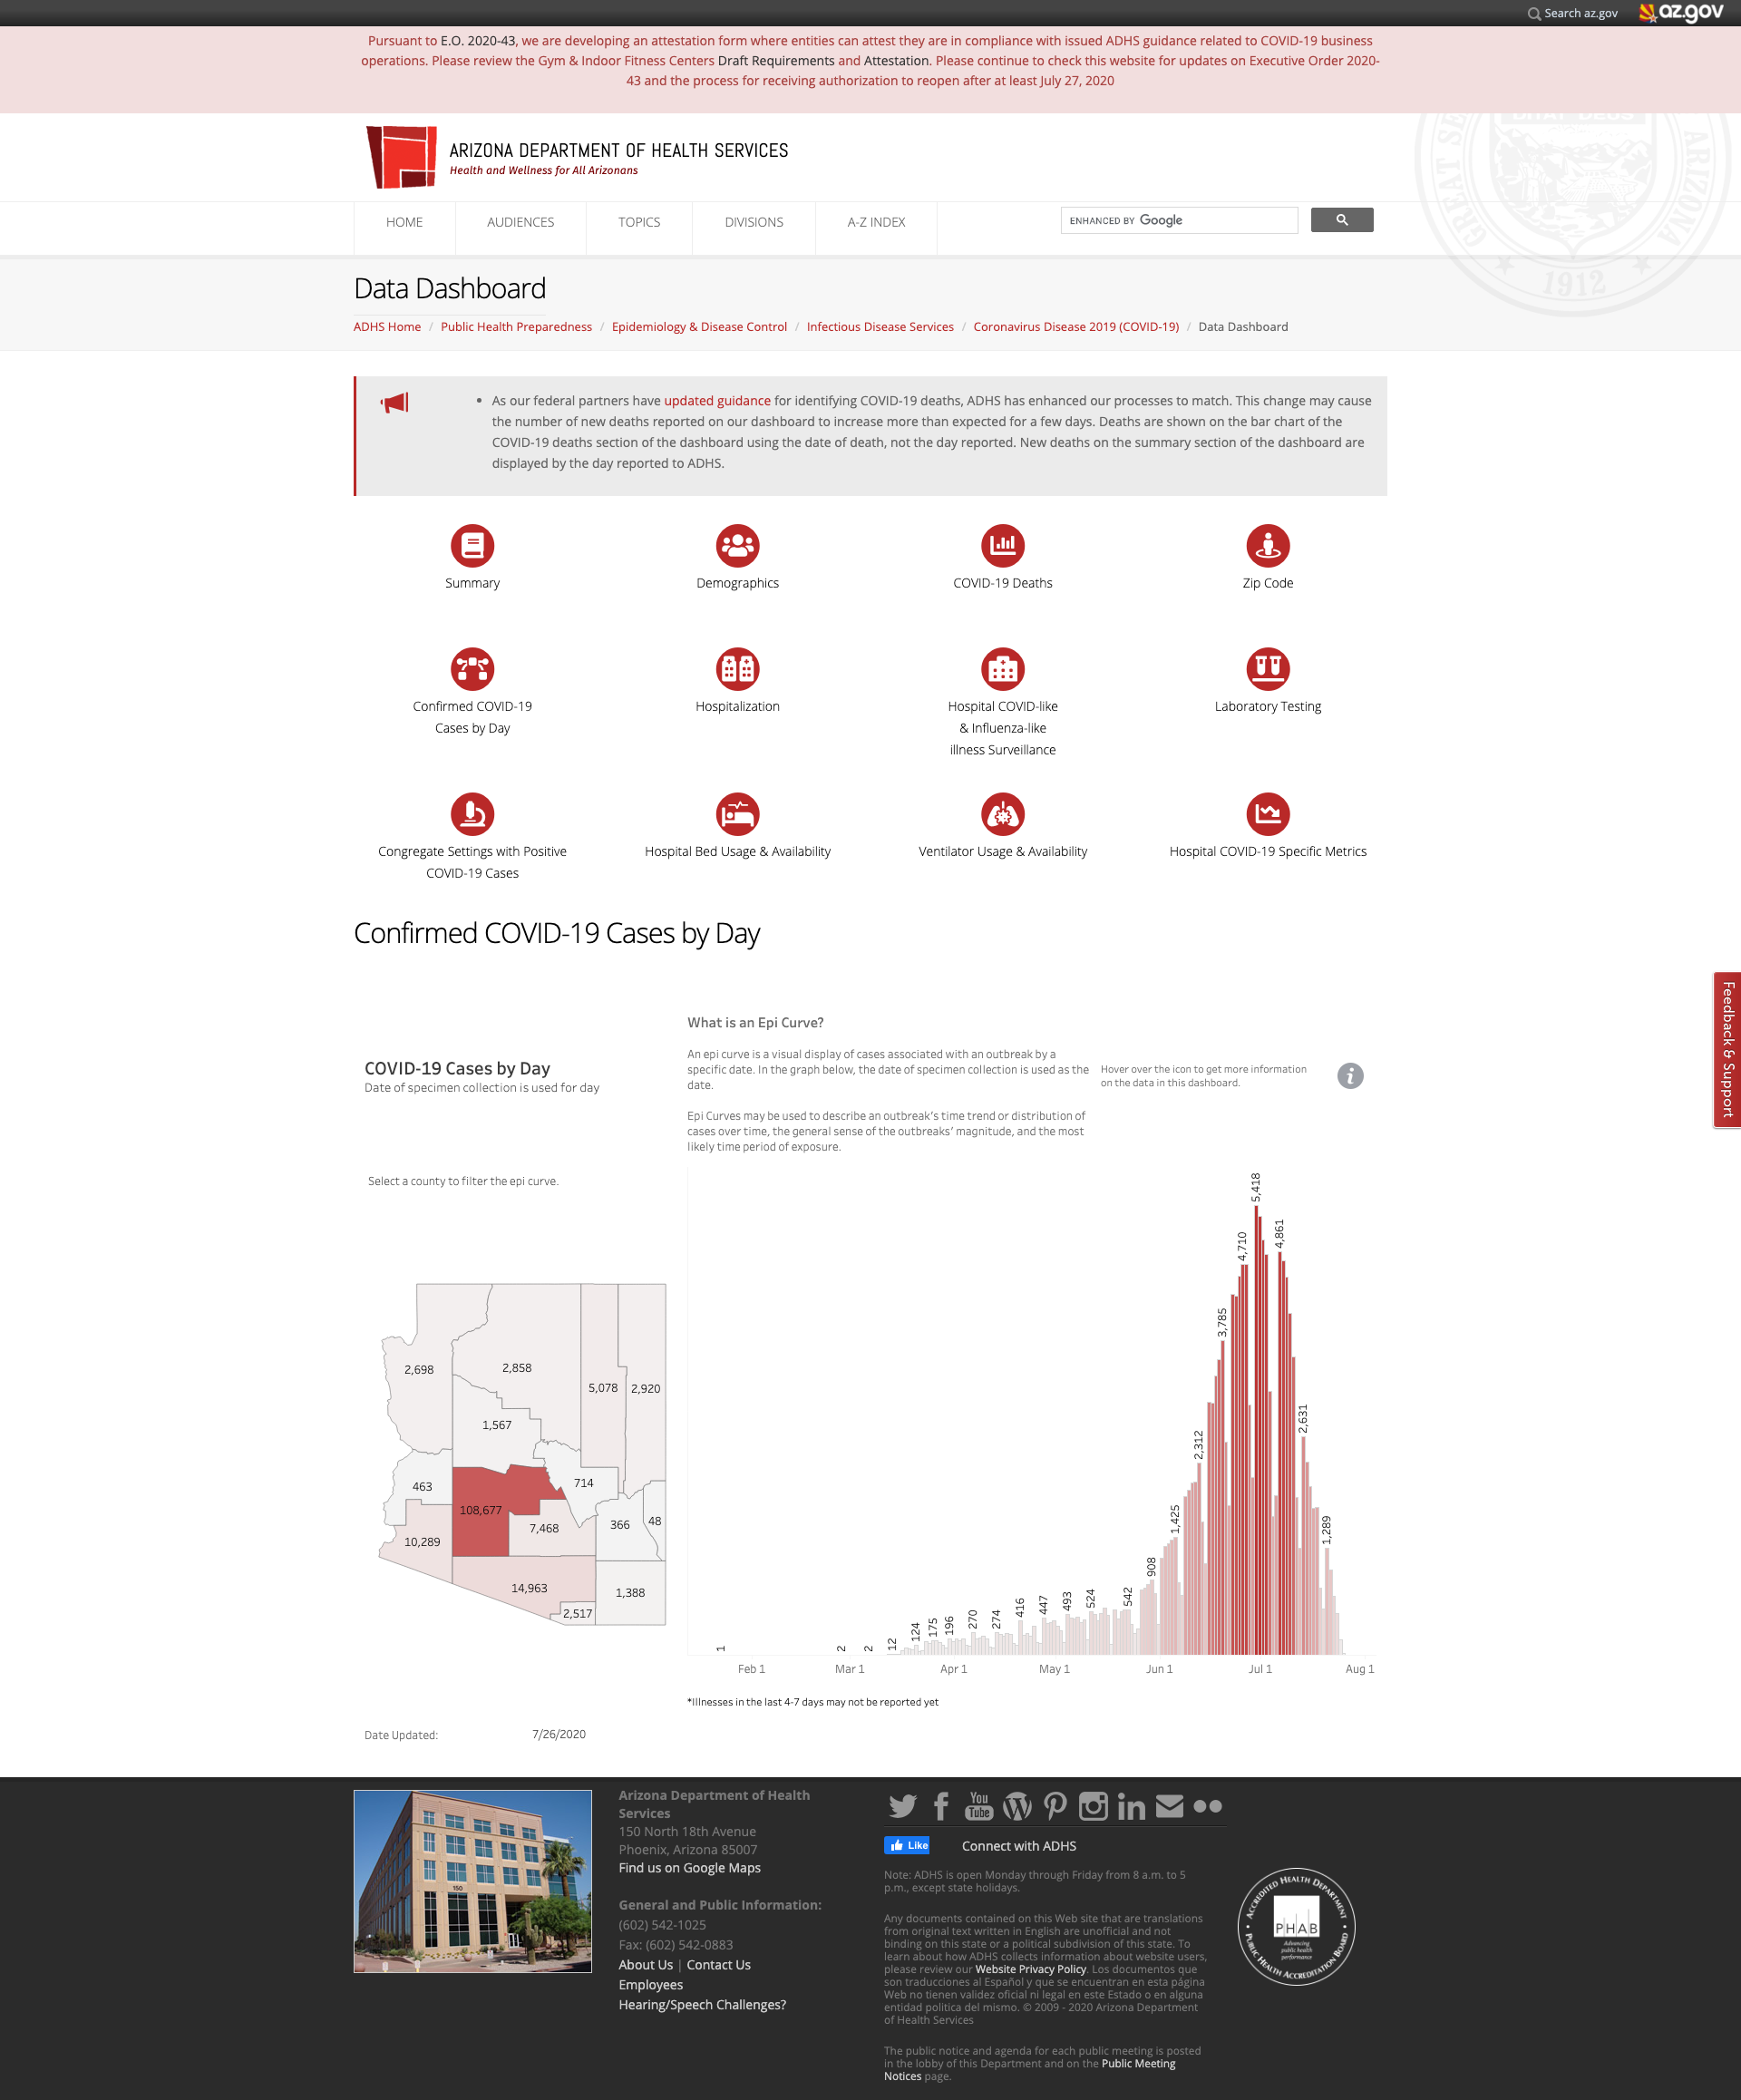 Search az.gov
az.gov
Pursuant to E.O. 2020-43, we are developing an attestation form where entities can attest they are in compliance with issued ADHS guidance related to COVID-19 business
operations. Please review the Gym & Indoor Fitness Centers Draft Requirements and Attestation. Please continue to check this website for updates on Executive Order 2020-
43 and the process for receiving authorization to reopen after at least July 27, 2020
ARIZONA DEPARTMENT OF HEALTH SERVICES
Health and Wellness for All Arizonans
DITAT DEUS
GREAT SEAL
ARIZONA
1912
HOME
AUDIENCES
TOPICS
DIVISIONS
A-Z INDEX
ENHANCED BY Google
Data Dashboard
ADHS Home / Public Health Preparedness / Epidemiology & Disease Control / Infectious Disease Services / Coronavirus Disease 2019 (COVID-19) / Data Dashboard
• As our federal partners have updated guidance for identifying COVID-19 deaths, ADHS has enhanced our processes to match. This change may cause
the number of new deaths reported on our dashboard to increase more than expected for a few days. Deaths are shown on the bar chart of the
COVID-19 deaths section of the dashboard using the date of death, not the day reported. New deaths on the summary section of the dashboard are
displayed by the day reported to ADHS.
Summary
Demographics
COVID-19 Deaths
Zip Code
Confirmed COVID-19
Cases by Day
Hospitalization
Hospital COVID-like
& Influenza-like
illness Surveillance
Laboratory Testing
Congregate Settings with Positive
COVID-19 Cases
Hospital Bed Usage & Availability
Ventilator Usage & Availability
Hospital COVID-19 Specific Metrics
Confirmed COVID-19 Cases by Day
Feedback & Support
COVID-19 Cases by Day
Date of specimen collection is used for day
What is an Epi Curve?
An epi curve is a visual display of cases associated with an outbreak by a
specific date. In the graph below, the date of specimen collection is used as the
date.
Epi Curves may be used to describe an outbreak's time trend or distribution of
cases over time, the general sense of the outbreaks' magnitude, and the most
likely time period of exposure.
Hover over the icon to get more information
on the data in this dashboard.
i
Select a county to filter the epi curve.
2,698
2,858
5,078
2,920
1,567
463
714
108,677
10,289
7,468
366
48
14,963
1,388
2,517
1
2
2
12
124
175
196
270
274
416
447
493
524
542
908
1,425
2,312
3,785
4,710
5,418
4,861
2,631
1,289
Feb 1
Mar 1
Apr 1
May 1
Jun 1
Jul 1
Aug 1
*Illnesses in the last 4-7 days may not be reported yet
Date Updated:
7/26/2020
150
Arizona Department of Health
Services
150 North 18th Avenue
Phoenix, Arizona 85007
Find us on Google Maps
General and Public Information:
(602) 542-1025
Fax: (602) 542-0883
About Us | Contact Us
Employees
Hearing/Speech Challenges?
You
Tube
Like
Connect with ADHS
Note: ADHS is open Monday through Friday from 8 a.m. to 5
p.m., except state holidays.
Any documents contained on this Web site that are translations
from original text written in English are unofficial and not
binding on this state or a political subdivision of this state. To
learn about how ADHS collects information about website users,
please review our Website Privacy Policy. Los documentos que
son traducciones al Español y que se encuentran en esta página
Web no tienen validez oficial ni legal en este Estado o en alguna
entidad politica del mismo. © 2009 - 2020 Arizona Department
of Health Services
The public notice and agenda for each public meeting is posted
in the lobby of this Department and on the Public Meeting
Notices page.
ACCREDITED HEALTH DEPARTMENT
PHAB
Advancing
public health
performance
PUBLIC HEALTH ACCREDITATION BOARD